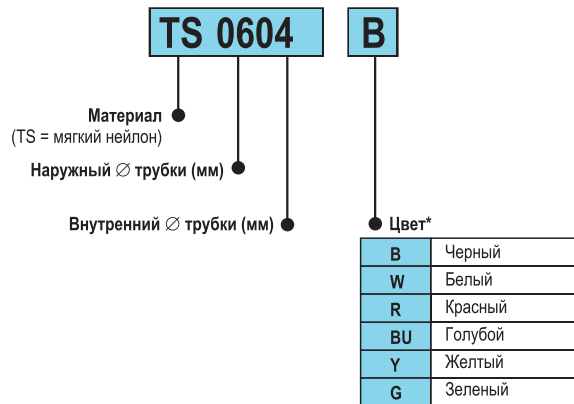 TS 0604 B
Материал
(TS = мягкий нейлон)
Наружный ∅ трубки (мм)
Внутренний ∅ трубки (мм)
Цвет*
B Черный
W Белый
R Красный
BU Голубой
Y Желтый
G Зеленый